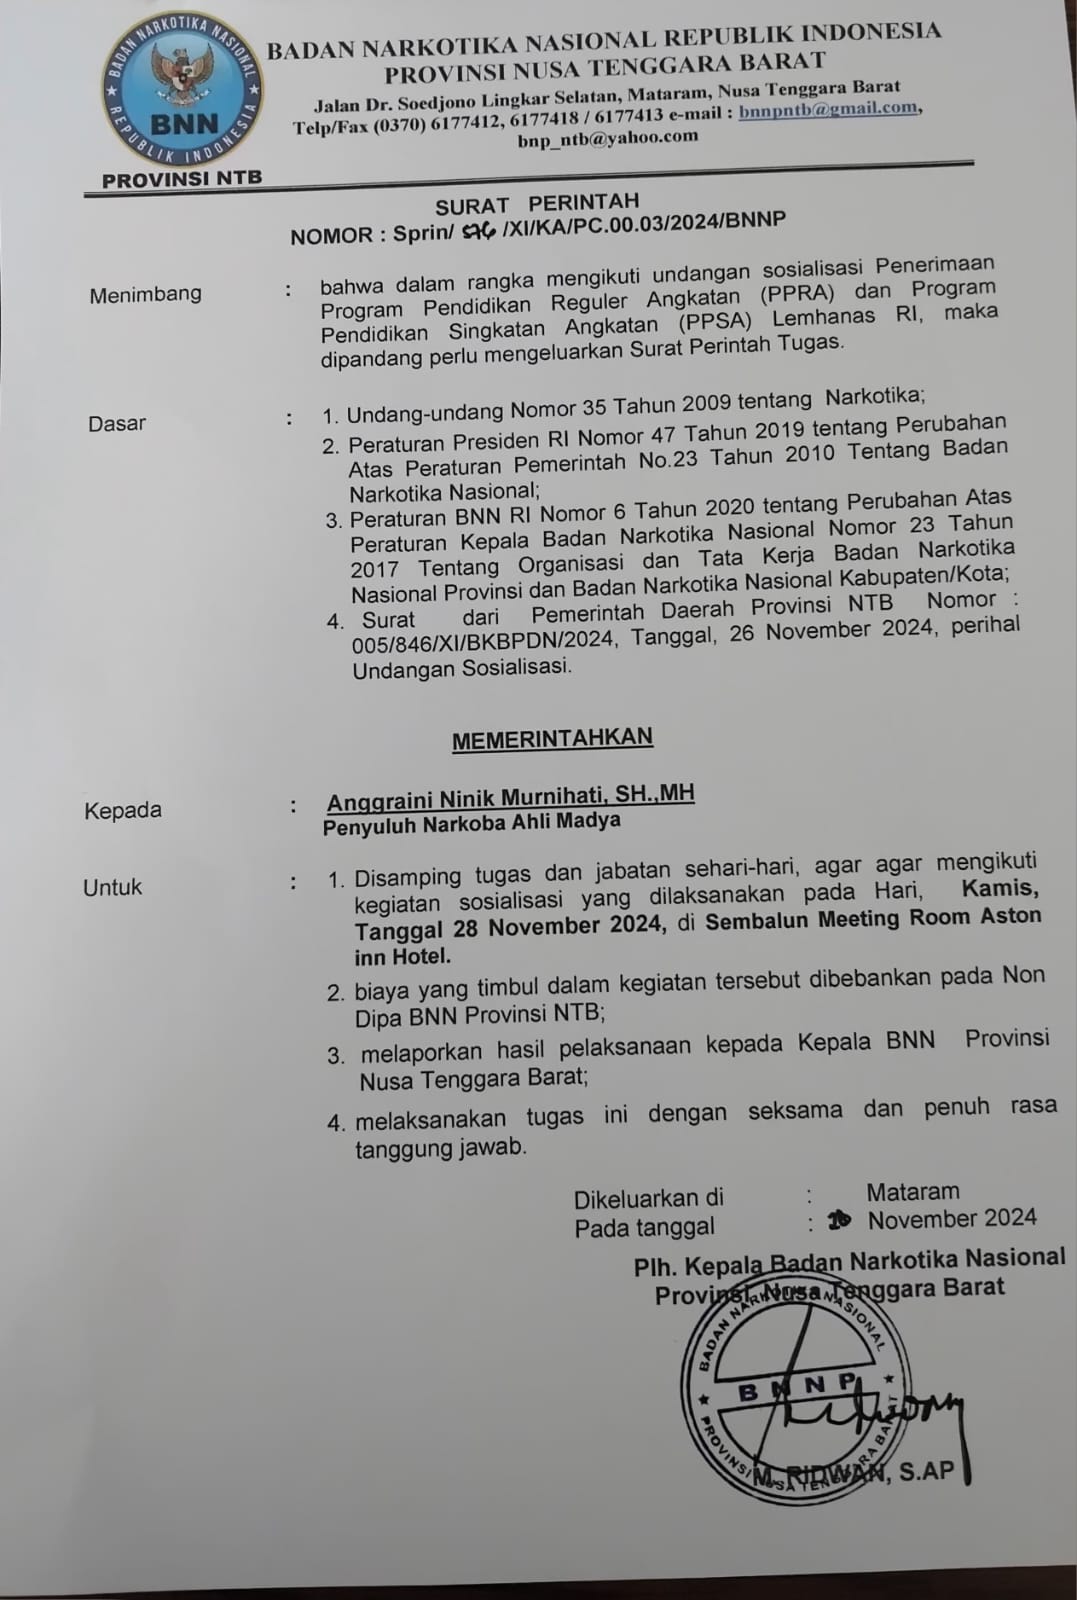 BADAN NARKOTIKA NASIONAL
REPUBLIK INDONESIA
BNN
PROVINSI NTB
BADAN NARKOTIKA NASIONAL REPUBLIK INDONESIA
PROVINSI NUSA TENGGARA BARAT
Jalan Dr. Soedjono Lingkar Selatan, Mataram, Nusa Tenggara Barat
Telp/Fax (0370) 6177412, 6177418 / 6177413 e-mail : bnnpntb@gmail.com,
bnp_ntb@yahoo.com
SURAT PERINTAH
NOMOR : Sprin/ /XI/KA/PC.00.03/2024/BNNP
Menimbang : bahwa dalam rangka mengikuti undangan sosialisasi Penerimaan
Program Pendidikan Reguler Angkatan (PPRA) dan Program
Pendidikan Singkatan Angkatan (PPSA) Lemhanas RI, maka
dipandang perlu mengeluarkan Surat Perintah Tugas.
Dasar : 1. Undang-undang Nomor 35 Tahun 2009 tentang Narkotika;
2. Peraturan Presiden RI Nomor 47 Tahun 2019 tentang Perubahan
Atas Peraturan Pemerintah No.23 Tahun 2010 Tentang Badan
Narkotika Nasional;
3. Peraturan BNN RI Nomor 6 Tahun 2020 tentang Perubahan Atas
Peraturan Kepala Badan Narkotika Nasional Nomor 23 Tahun
2017 Tentang Organisasi dan Tata Kerja Badan Narkotika
Nasional Provinsi dan Badan Narkotika Nasional Kabupaten/Kota;
4. Surat dari Pemerintah Daerah Provinsi NTB Nomor :
005/846/XI/BKBPDN/2024, Tanggal, 26 November 2024, perihal
Undangan Sosialisasi.
MEMERINTAHKAN
Kepada : Anggraini Ninik Murnihati, SH.,MH
Penyuluh Narkoba Ahli Madya
Untuk : 1. Disamping tugas dan jabatan sehari-hari, agar agar mengikuti
kegiatan sosialisasi yang dilaksanakan pada Hari, Kamis,
Tanggal 28 November 2024, di Sembalun Meeting Room Aston
inn Hotel.
2. biaya yang timbul dalam kegiatan tersebut dibebankan pada Non
Dipa BNN Provinsi NTB;
3. melaporkan hasil pelaksanaan kepada Kepala BNN Provinsi
Nusa Tenggara Barat;
4. melaksanakan tugas ini dengan seksama dan penuh rasa
tanggung jawab.
Dikeluarkan di : Mataram
Pada tanggal : November 2024
Plh. Kepala Badan Narkotika Nasional
Provinsi Nusa Tenggara Barat
BADAN NARKOTIKA NASIONAL
BNNP
PROVINSI NUSA TENGGARA BARAT
M. RIDWAN, S.AP